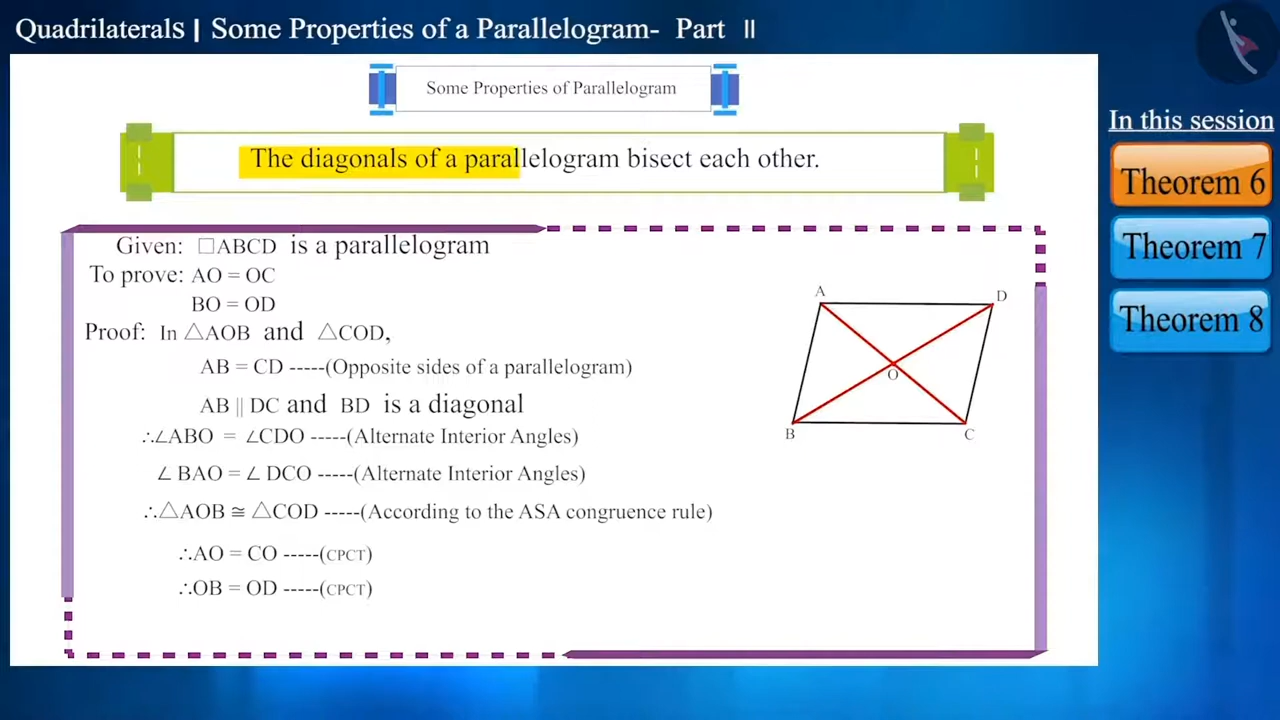 Quadrilaterals | Some Properties of a Parallelogram- Part II
Some Properties of Parallelogram
In this session
The diagonals of a parallelogram bisect each other.
Theorem 6
Theorem 7
Theorem 8
Given: □ABCD is a parallelogram
To prove: AO = OC
BO = OD
Proof: In △AOB and △COD,
AB = CD -----(Opposite sides of a parallelogram)
AB || DC and BD is a diagonal
∴∠ABO = ∠CDO -----(Alternate Interior Angles)
∠ BAO = ∠ DCO -----(Alternate Interior Angles)
∴△AOB ≅ △COD -----(According to the ASA congruence rule)
∴AO = CO -----(CPCT)
∴OB = OD -----(CPCT)
A
D
O
B
C